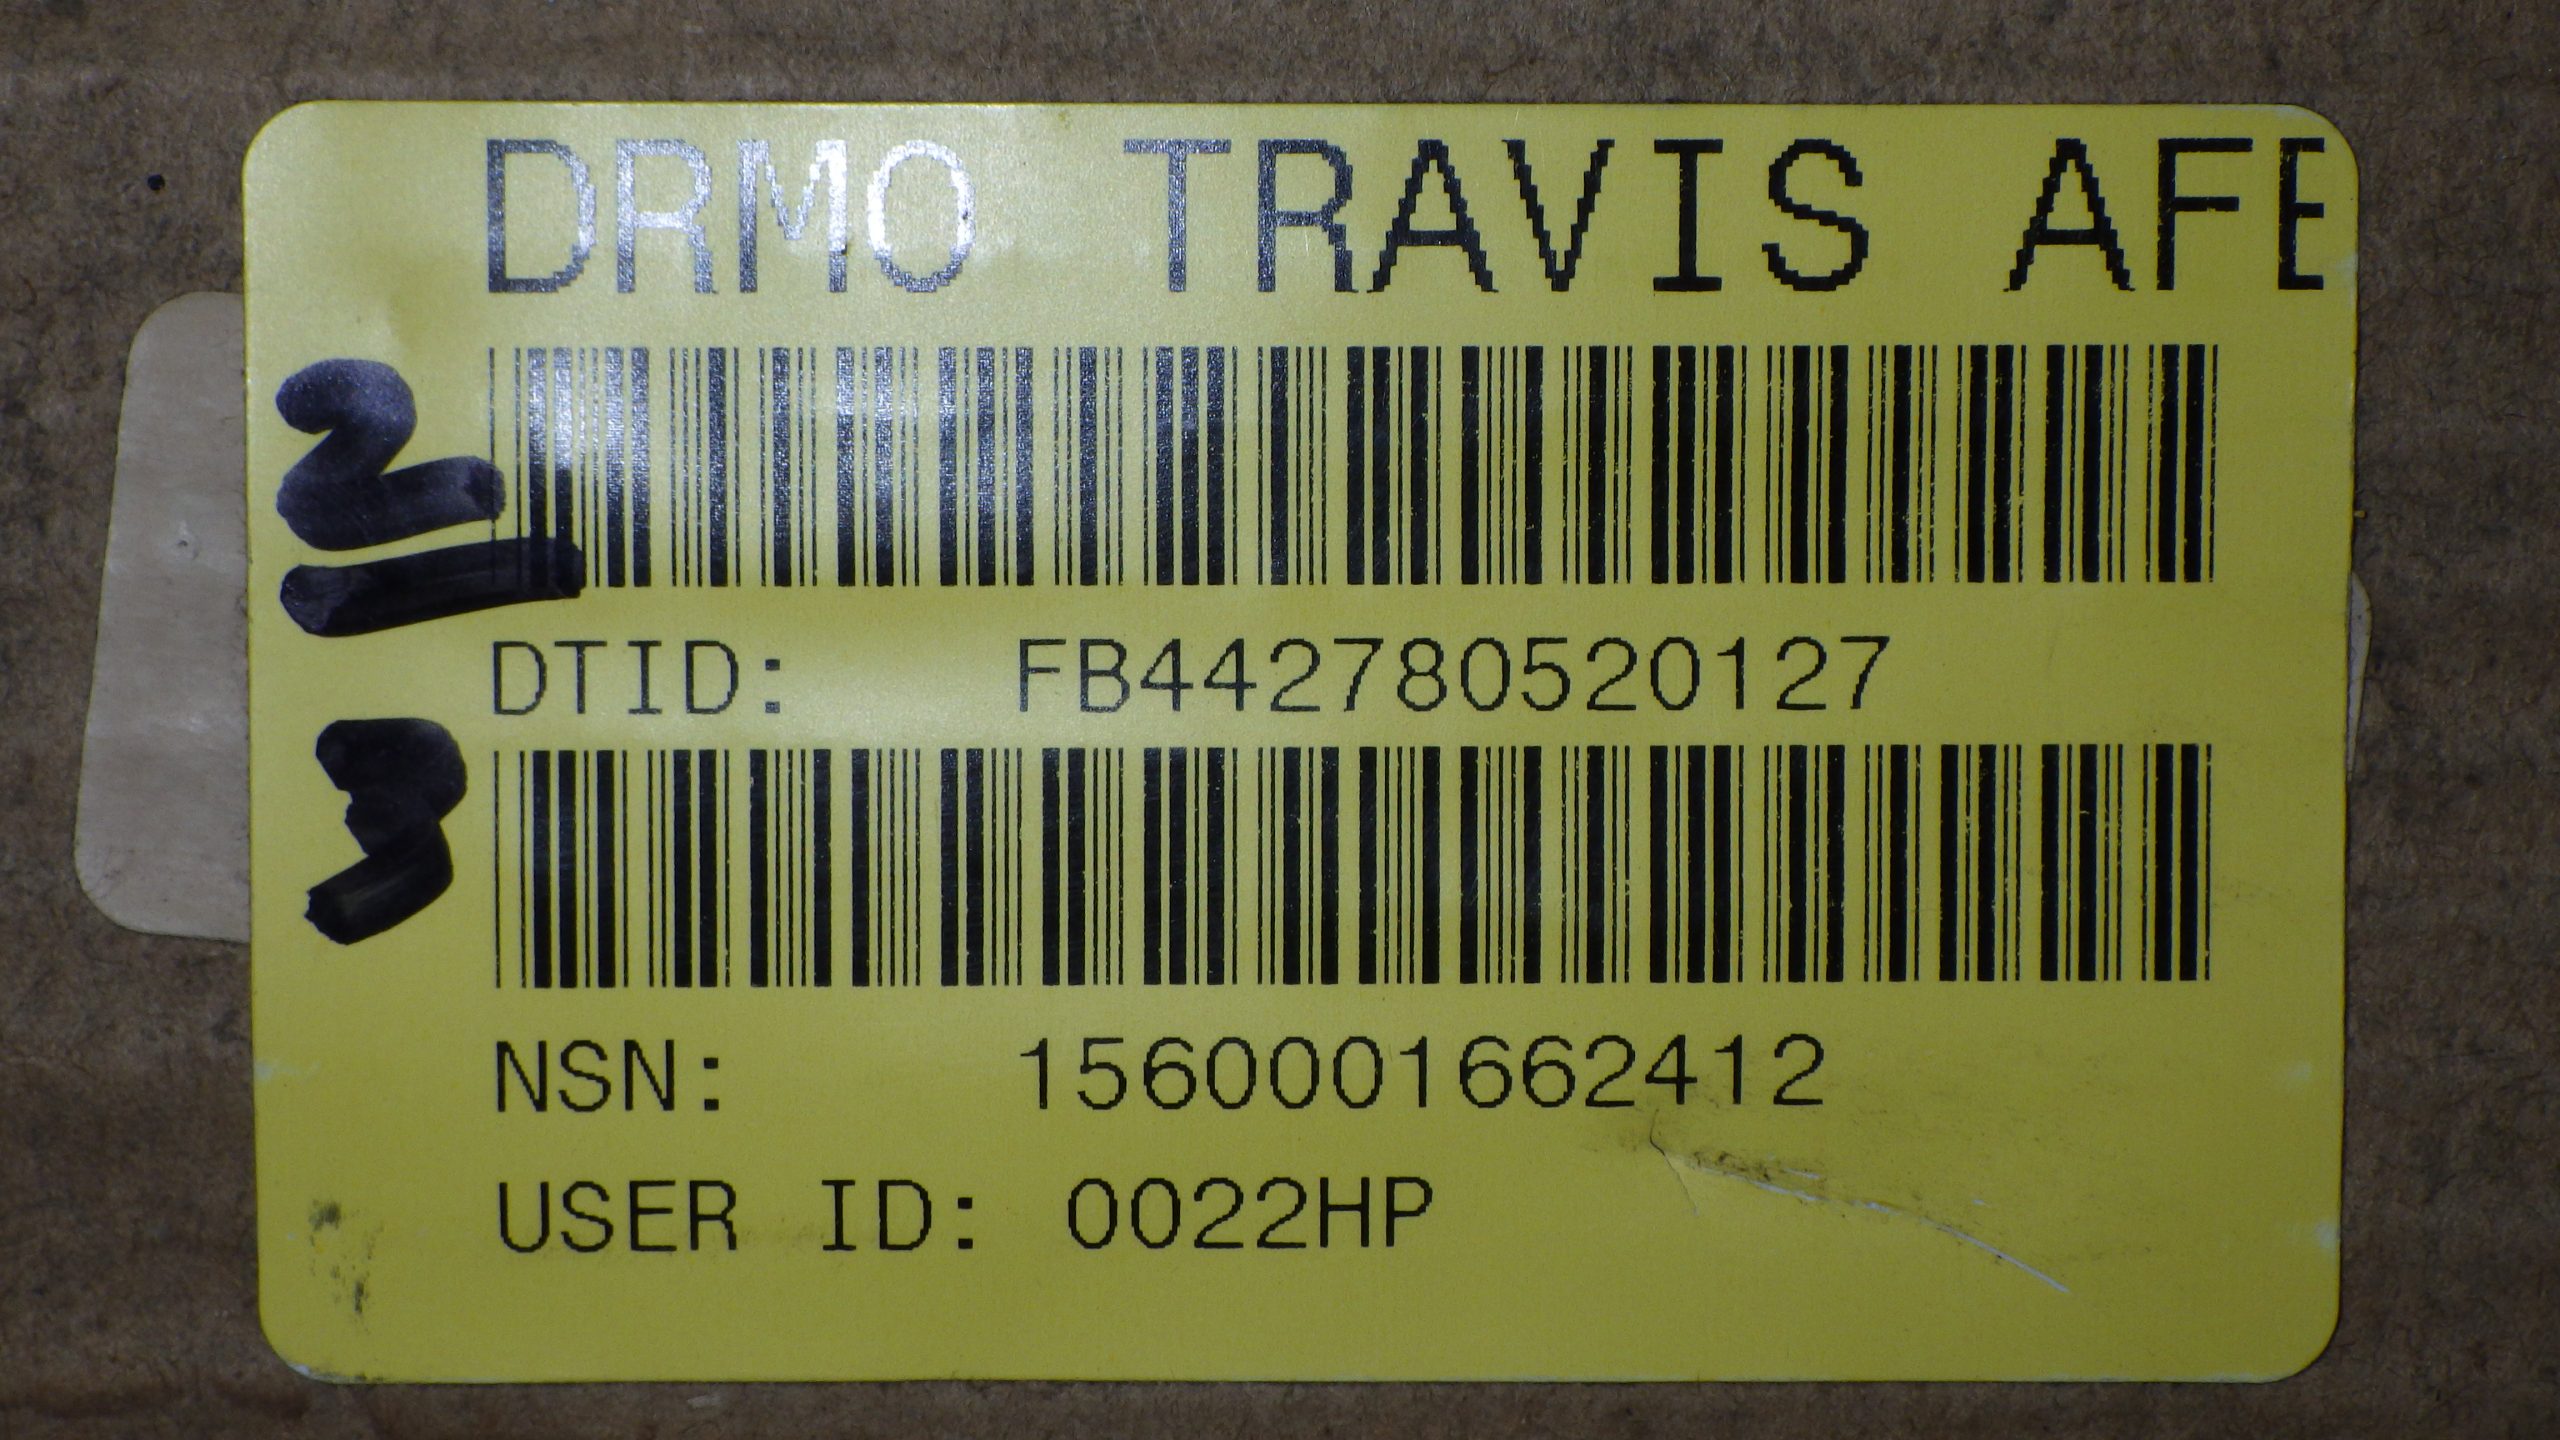 DRMO TRAVIS AFB
DTID: FB442780520127
NSN: 1560001662412
USER ID: 0022HP
2
3